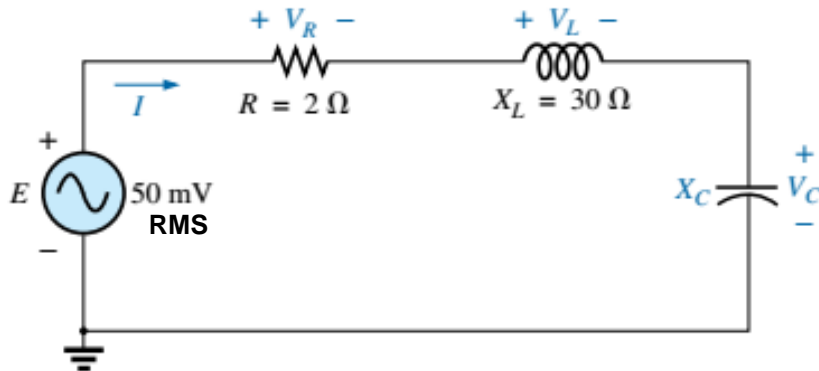 + V_R −
+ V_L −
I
R = 2 Ω
X_L = 30 Ω
+
E
50 mV
RMS
−
X_C
+
V_C
−